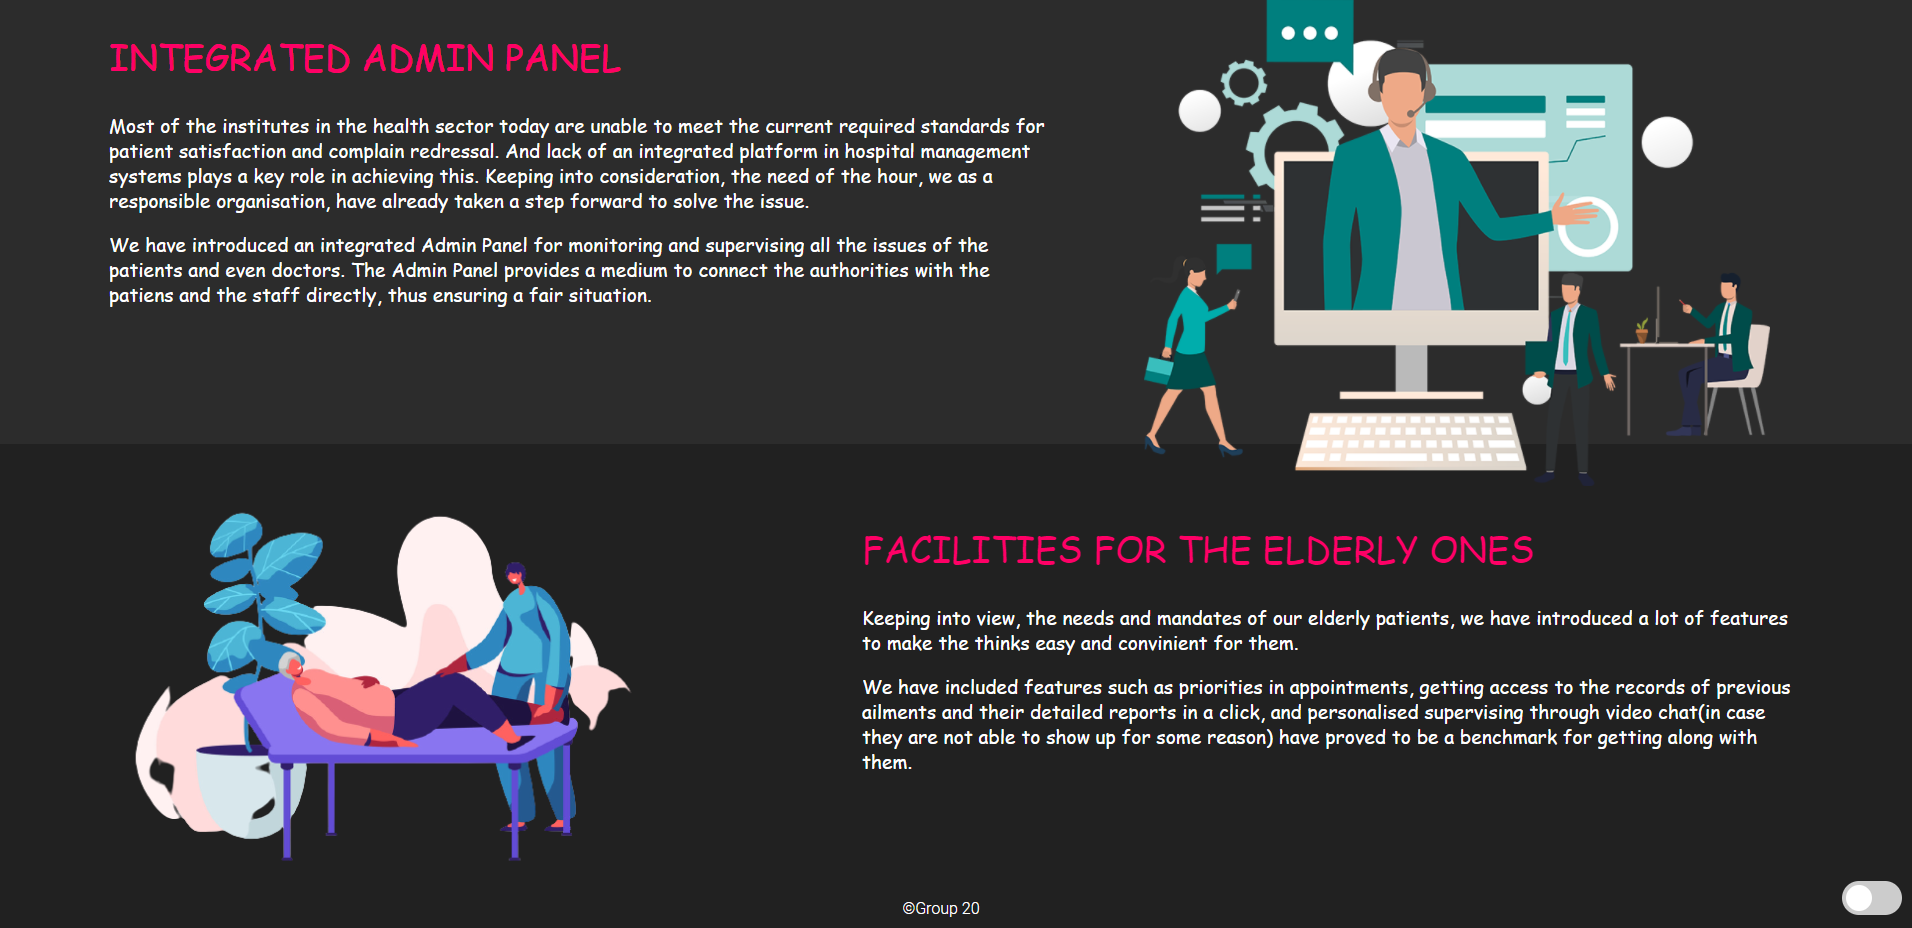 INTEGRATED ADMIN PANEL
Most of the institutes in the health sector today are unable to meet the current required standards for
patient satisfaction and complain redressal. And lack of an integrated platform in hospital management
systems plays a key role in achieving this. Keeping into consideration, the need of the hour, we as a
responsible organisation, have already taken a step forward to solve the issue.
We have introduced an integrated Admin Panel for monitoring and supervising all the issues of the
patients and even doctors. The Admin Panel provides a medium to connect the authorities with the
patiens and the staff directly, thus ensuring a fair situation.
FACILITIES FOR THE ELDERLY ONES
Keeping into view, the needs and mandates of our elderly patients, we have introduced a lot of features
to make the thinks easy and convinient for them.
We have included features such as priorities in appointments, getting access to the records of previous
ailments and their detailed reports in a click, and personalised supervising through video chat(in case
they are not able to show up for some reason) have proved to be a benchmark for getting along with
them.
©Group 20